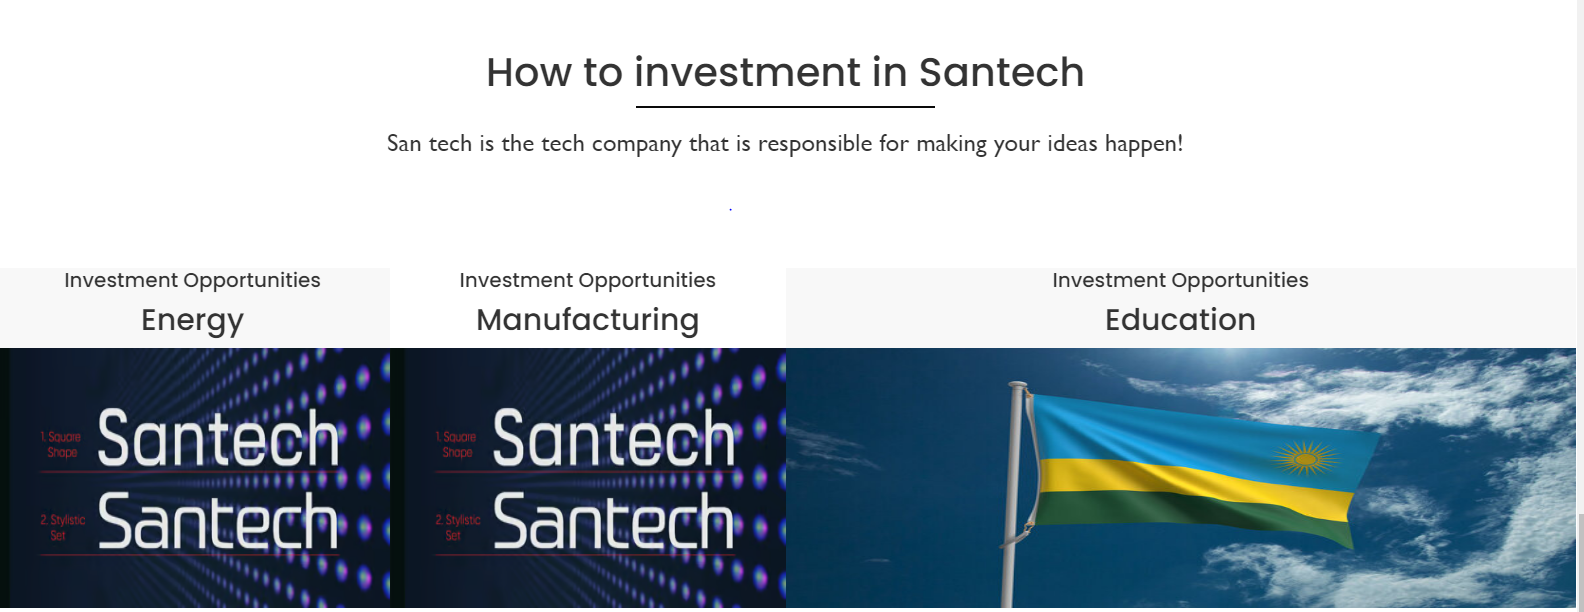 How to investment in Santech
San tech is the tech company that is responsible for making your ideas happen!
Investment Opportunities
Energy
Investment Opportunities
Manufacturing
Investment Opportunities
Education
1. Square
Shape
Santech
2. Stylistic
Set
Santech
1. Square
Shape
Santech
2. Stylistic
Set
Santech